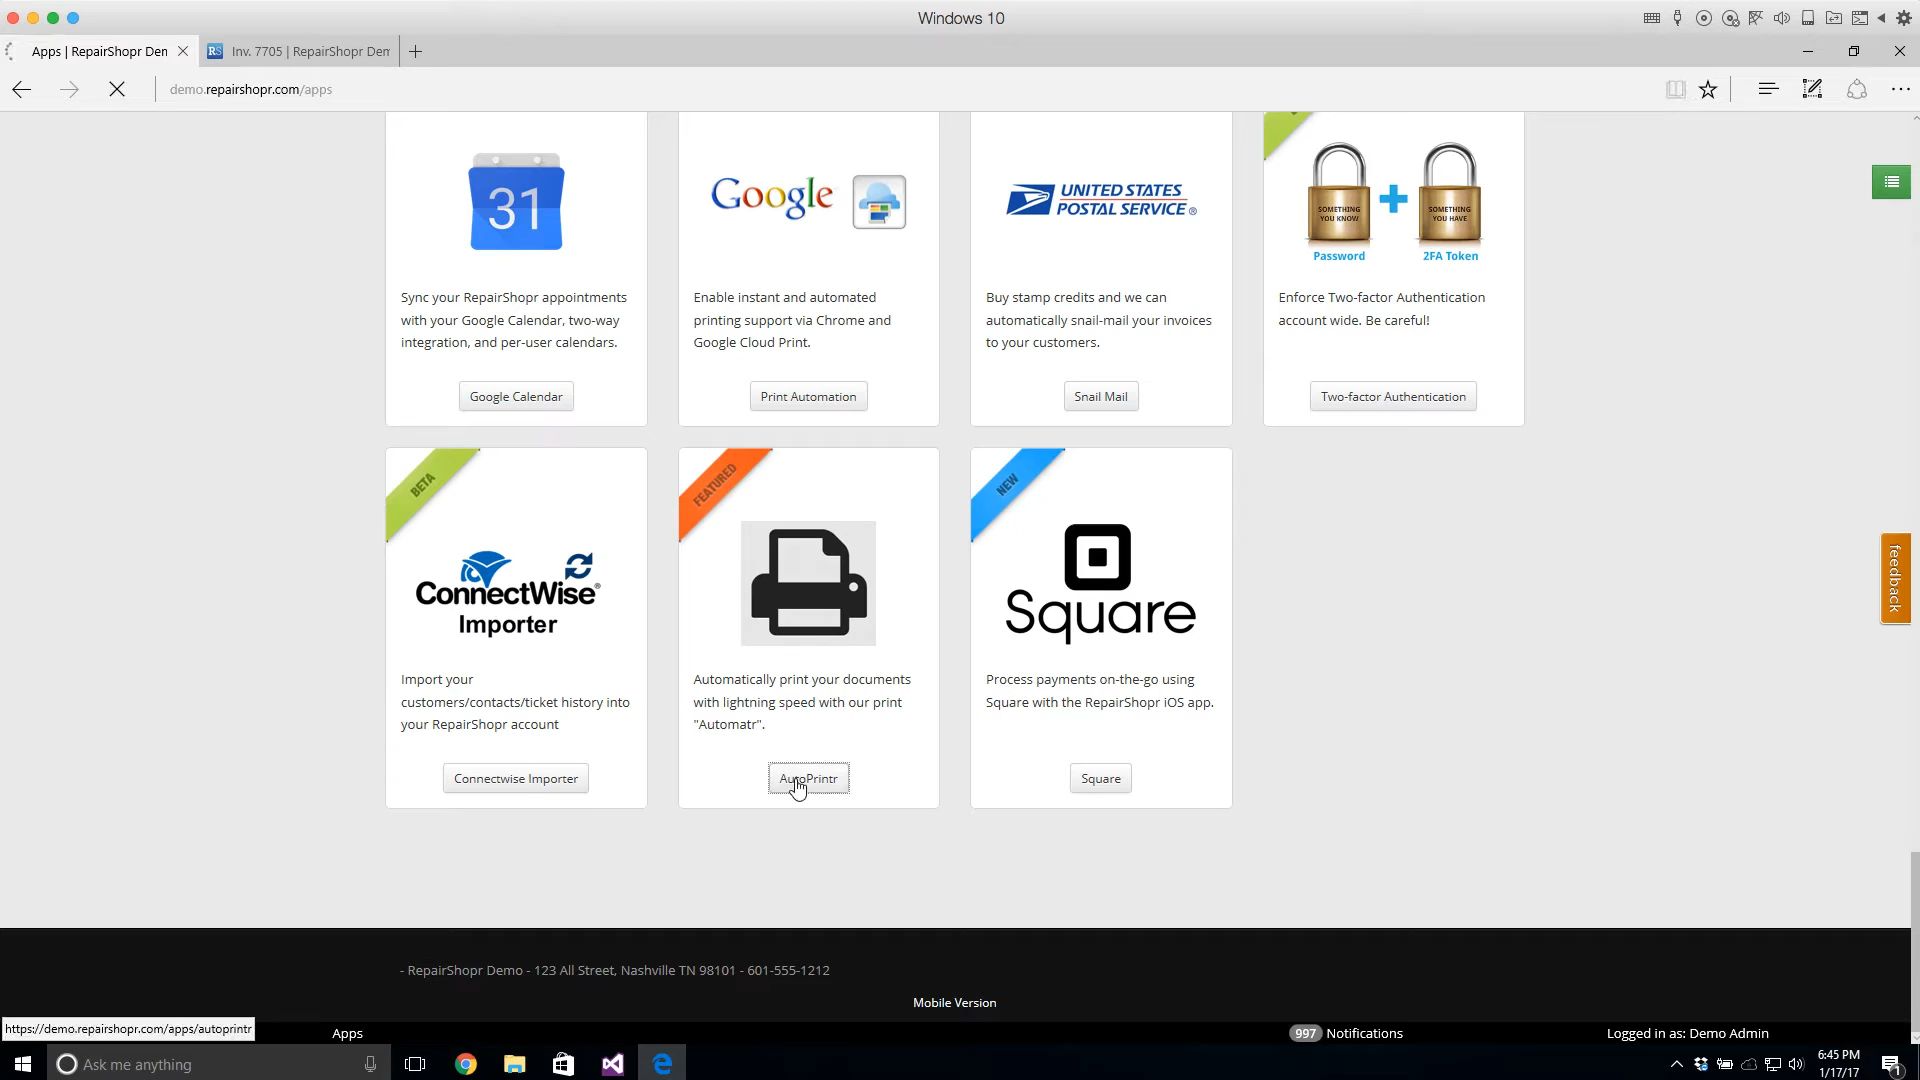 Windows 10
Apps | RepairShopr Den
RS
Inv. 7705 | RepairShopr Dem
demo.repairshopr.com/apps
31
Google
UNITED STATES
POSTAL SERVICE®
SOMETHING
YOU KNOW
SOMETHING
YOU HAVE
Password
2FA Token
Sync your RepairShopr appointments
with your Google Calendar, two-way
integration, and per-user calendars.
Enable instant and automated
printing support via Chrome and
Google Cloud Print.
Buy stamp credits and we can
automatically snail-mail your invoices
to your customers.
Enforce Two-factor Authentication
account wide. Be careful!
Google Calendar
Print Automation
Snail Mail
Two-factor Authentication
BETA
FEATURED
NEW
ConnectWise®
Importer
Square
feedback
Import your
customers/contacts/ticket history into
your RepairShopr account
Automatically print your documents
with lightning speed with our print
"Automatr".
Process payments on-the-go using
Square with the RepairShopr iOS app.
Connectwise Importer
AutoPrintr
Square
- RepairShopr Demo - 123 All Street, Nashville TN 98101 - 601-555-1212
Mobile Version
https://demo.repairshopr.com/apps/autoprintr
Apps
997 Notifications
Logged in as: Demo Admin
Ask me anything
6:45 PM
1/17/17
1